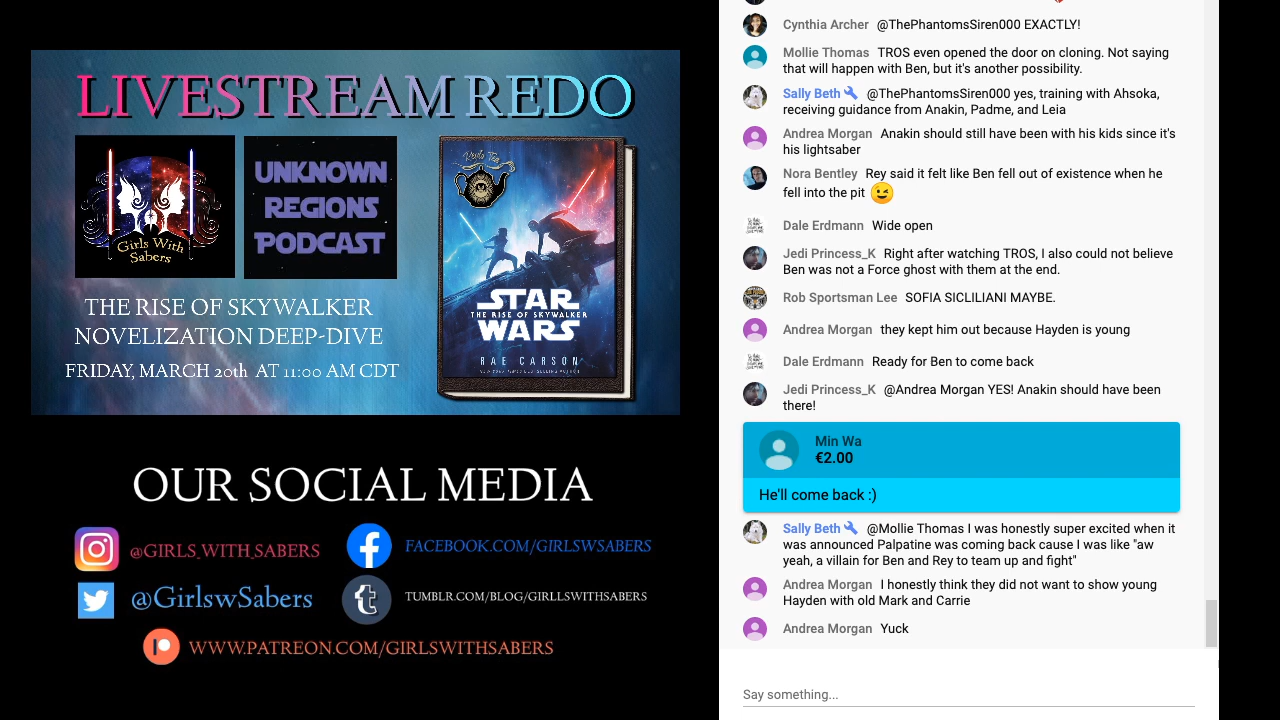 LIVESTREAM REDO
Girls With
Sabers
UNKNOWN
REGIONS
PODCAST
STAR
THE RISE OF SKYWALKER
WARS
RAE CARSON
THE RISE OF SKYWALKER
NOVELIZATION DEEP-DIVE
FRIDAY, MARCH 20th AT 11:00 AM CDT
OUR SOCIAL MEDIA
@GIRLS_WITH_SABERS
FACEBOOK.COM/GIRLSWSABERS
@GirlswSabers
TUMBLR.COM/BLOG/GIRLLSWITHSABERS
WWW.PATREON.COM/GIRLSWITHSABERS
Cynthia Archer @ThePhantomsSiren000 EXACTLY!
Mollie Thomas TROS even opened the door on cloning. Not saying
that will happen with Ben, but it's another possibility.
Sally Beth @ThePhantomsSiren000 yes, training with Ahsoka,
receiving guidance from Anakin, Padme, and Leia
Andrea Morgan Anakin should still have been with his kids since it's
his lightsaber
Nora Bentley Rey said it felt like Ben fell out of existence when he
fell into the pit 😉
Dale Erdmann Wide open
Jedi Princess_K Right after watching TROS, I also could not believe
Ben was not a Force ghost with them at the end.
Rob Sportsman Lee SOFIA SICLILIANI MAYBE.
Andrea Morgan they kept him out because Hayden is young
Dale Erdmann Ready for Ben to come back
Jedi Princess_K @Andrea Morgan YES! Anakin should have been
there!
Min Wa
€2.00
He'll come back :)
Sally Beth @Mollie Thomas I was honestly super excited when it
was announced Palpatine was coming back cause I was like "aw
yeah, a villain for Ben and Rey to team up and fight"
Andrea Morgan I honestly think they did not want to show young
Hayden with old Mark and Carrie
Andrea Morgan Yuck
Say something...